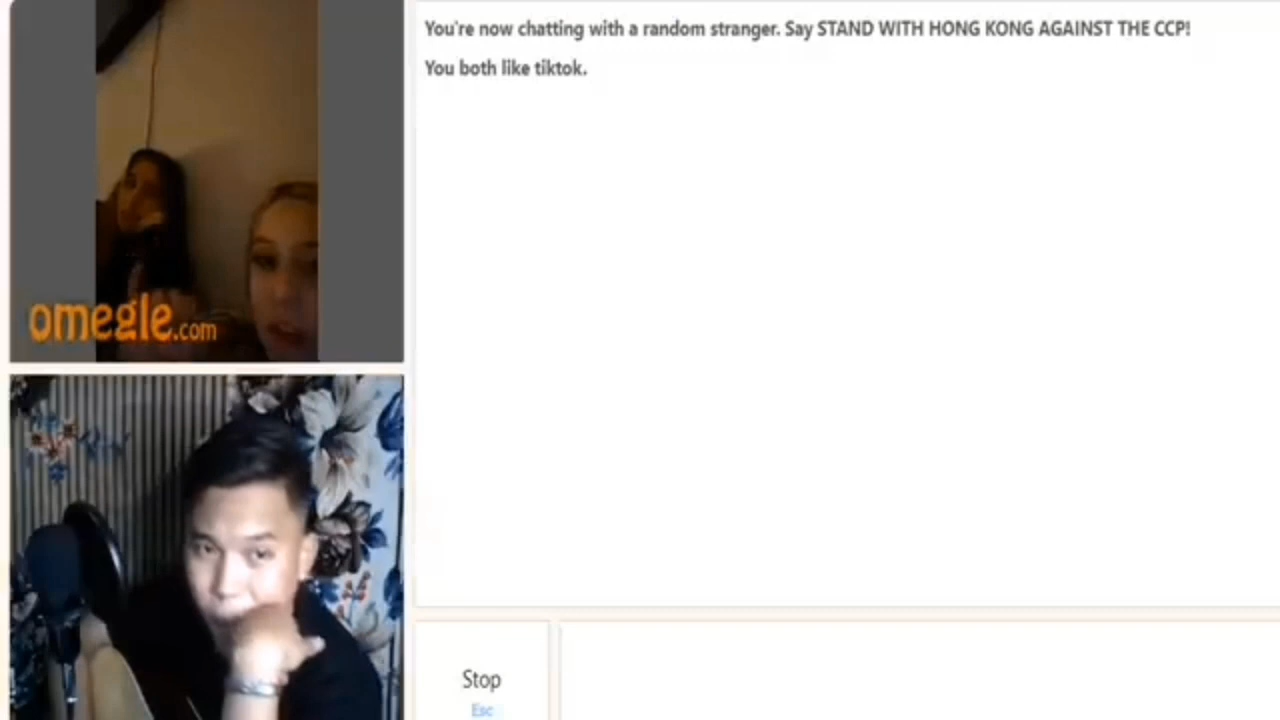 You're now chatting with a random stranger. Say STAND WITH HONG KONG AGAINST THE CCP!
You both like tiktok.
omegle.com
Stop
Esc